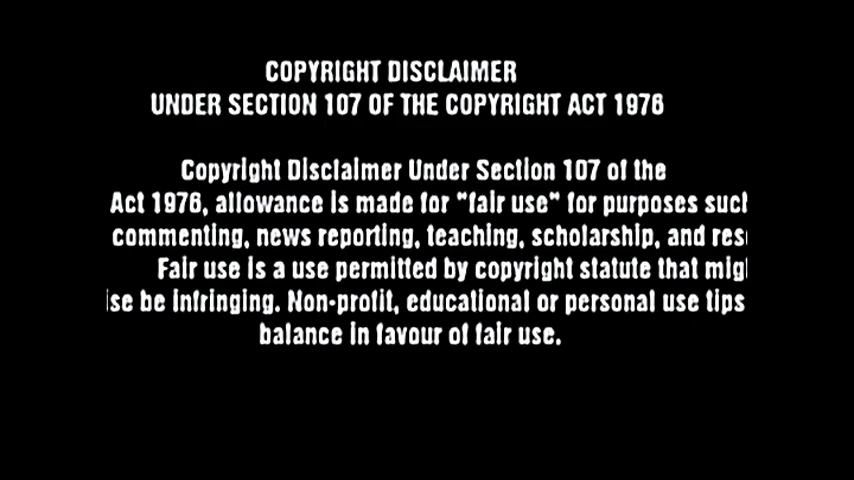 COPYRIGHT DISCLAIMER
UNDER SECTION 107 OF THE COPYRIGHT ACT 1976
Copyright Disclaimer Under Section 107 of the
Act 1976, allowance is made for "fair use" for purposes
commenting, news reporting, teaching, scholarship, and
Fair use is a use permitted by copyright statute that
be infringing. Non-profit, educational or personal use tips
balance in favour of fair use.